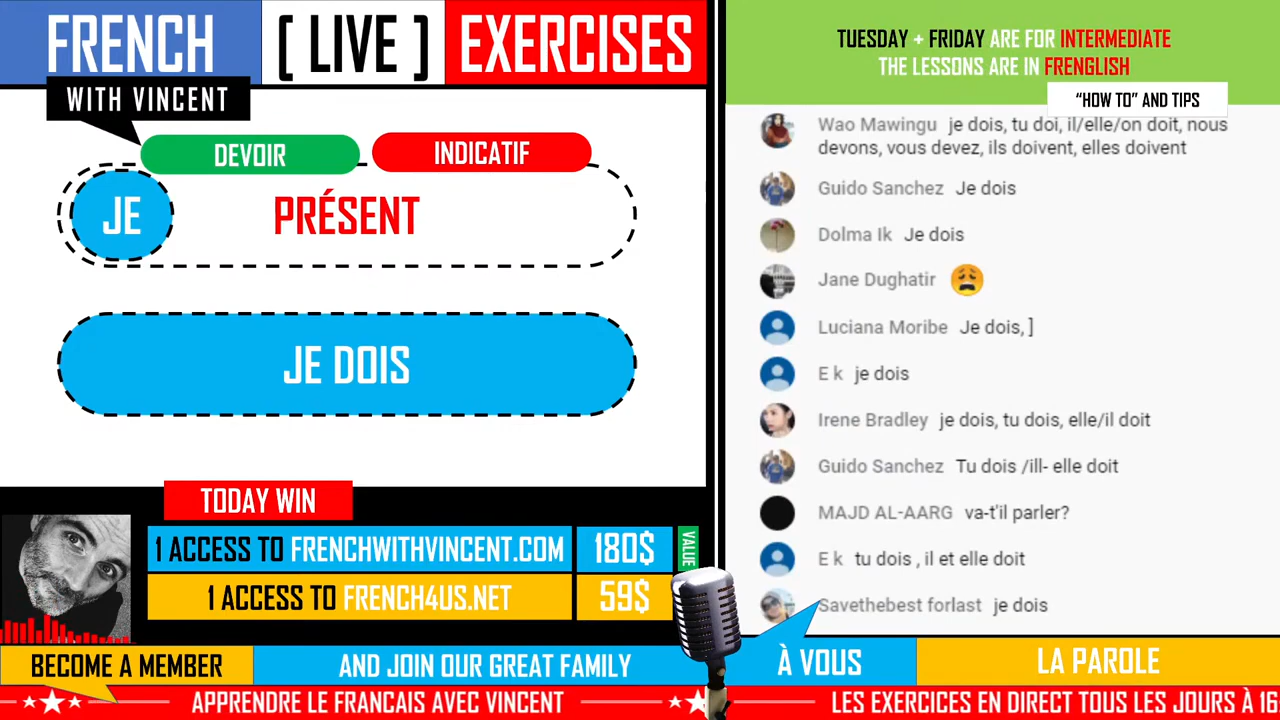 FRENCH [ LIVE ] EXERCISES
WITH VINCENT
DEVOIR INDICATIF
JE PRÉSENT
JE DOIS
TODAY WIN
1 ACCESS TO FRENCHWITHVINCENT.COM 180$ VALUE
1 ACCESS TO FRENCH4US.NET 59$
TUESDAY + FRIDAY ARE FOR INTERMEDIATE
THE LESSONS ARE IN FRENGLISH
“HOW TO” AND TIPS
Wao Mawingu je dois, tu doi, il/elle/on doit, nous
devons, vous devez, ils doivent, elles doivent
Guido Sanchez Je dois
Dolma Ik Je dois
Jane Dughatir 😩
Luciana Moribe Je dois, ]
E k je dois
Irene Bradley je dois, tu dois, elle/il doit
Guido Sanchez Tu dois /ill- elle doit
MAJD AL-AARG va-t'il parler?
E k tu dois , il et elle doit
Savethebest forlast je dois
BECOME A MEMBER AND JOIN OUR GREAT FAMILY À VOUS LA PAROLE
APPRENDRE LE FRANCAIS AVEC VINCENT LES EXERCICES EN DIRECT TOUS LES JOURS À 16